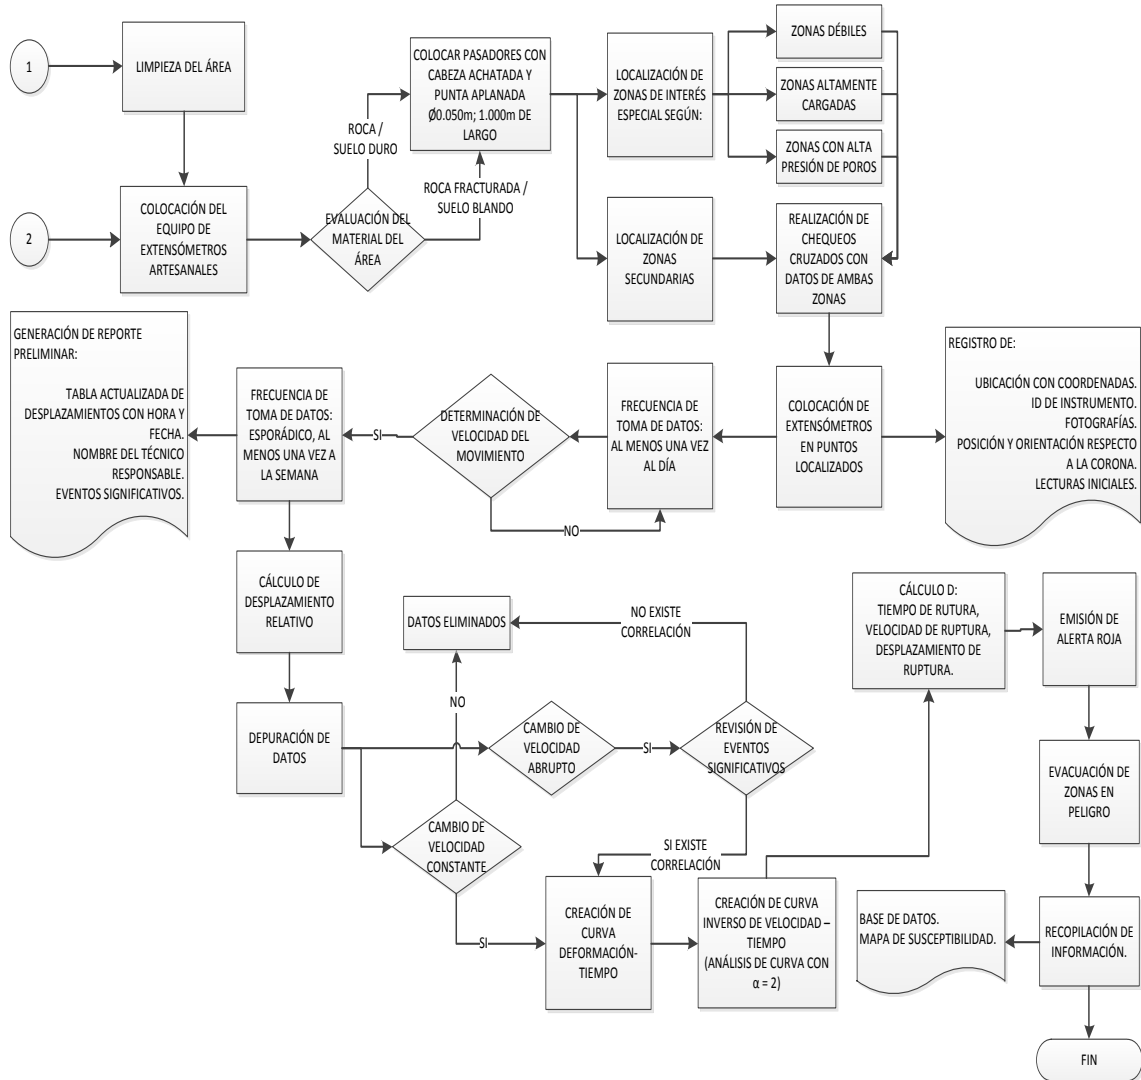 1
LIMPIEZA DEL ÁREA
2
COLOCACIÓN DEL
EQUIPO DE
EXTENSÓMETROS
ARTESANALES
EVALUACIÓN DEL
MATERIAL DEL
ÁREA
ROCA /
SUELO DURO
ROCA FRACTURADA /
SUELO BLANDO
COLOCAR PASADORES CON
CABEZA ACHATADA Y
PUNTA APLANADA
Ø0.050m; 1.000m DE
LARGO
LOCALIZACIÓN DE
ZONAS DE INTERÉS
ESPECIAL SEGÚN:
ZONAS DÉBILES
ZONAS ALTAMENTE
CARGADAS
ZONAS CON ALTA
PRESIÓN DE POROS
LOCALIZACIÓN DE
ZONAS
SECUNDARIAS
REALIZACIÓN DE
CHEQUEOS
CRUZADOS CON
DATOS DE AMBAS
ZONAS
COLOCACIÓN DE
EXTENSÓMETROS
EN PUNTOS
LOCALIZADOS
REGISTRO DE:
UBICACIÓN CON COORDENADAS.
ID DE INSTRUMENTO.
FOTOGRAFÍAS.
POSICIÓN Y ORIENTACIÓN RESPECTO
A LA CORONA.
LECTURAS INICIALES.
FRECUENCIA DE
TOMA DE DATOS:
AL MENOS UNA VEZ
AL DÍA
DETERMINACIÓN DE
VELOCIDAD DEL
MOVIMIENTO
NO
SI
FRECUENCIA DE
TOMA DE DATOS:
ESPORÁDICO, AL
MENOS UNA VEZ A
LA SEMANA
GENERACIÓN DE REPORTE
PRELIMINAR:
TABLA ACTUALIZADA DE
DESPLAZAMIENTOS CON HORA Y
FECHA.
NOMBRE DEL TÉCNICO
RESPONSABLE.
EVENTOS SIGNIFICATIVOS.
CÁLCULO DE
DESPLAZAMIENTO
RELATIVO
DEPURACIÓN DE
DATOS
CAMBIO DE
VELOCIDAD
ABRUPTO
SI
REVISIÓN DE
EVENTOS
SIGNIFICATIVOS
NO EXISTE
CORRELACIÓN
DATOS ELIMINADOS
NO
CAMBIO DE
VELOCIDAD
CONSTANTE
SI
SI EXISTE
CORRELACIÓN
CREACIÓN DE
CURVA
DEFORMACIÓN-
TIEMPO
CREACIÓN DE CURVA
INVERSO DE VELOCIDAD –
TIEMPO
(ANÁLISIS DE CURVA CON
α = 2)
CÁLCULO D:
TIEMPO DE RUTURA,
VELOCIDAD DE RUPTURA,
DESPLAZAMIENTO DE
RUPTURA.
EMISIÓN DE
ALERTA ROJA
EVACUACIÓN DE
ZONAS EN
PELIGRO
RECOPILACIÓN DE
INFORMACIÓN.
BASE DE DATOS.
MAPA DE SUSCEPTIBILIDAD.
FIN